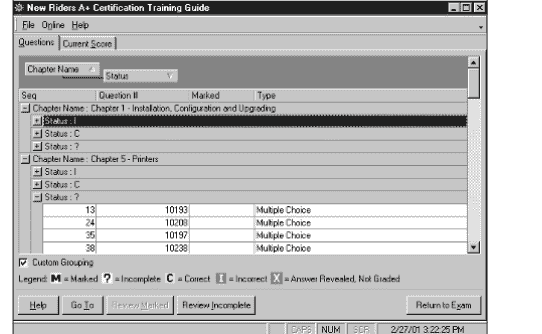 New Riders A+ Certification Training Guide
File Online Help
Questions Current Score
Chapter Name
Status
Seq Question # Marked Type
Chapter Name : Chapter 1 - Installation, Configuration and Upgrading
Status : I
Status : C
Status : ?
Chapter Name : Chapter 5 - Printers
Status : I
Status : C
Status : ?
13 10193 Multiple Choice
24 10208 Multiple Choice
35 10197 Multiple Choice
38 10238 Multiple Choice
Custom Grouping
Legend: M = Marked ? = Incomplete C = Correct I = Incorrect X = Answer Revealed, Not Graded
Help Go To Review Marked Review Incomplete Return to Exam
CAPS NUM SCR 2/27/01 3:22:25 PM